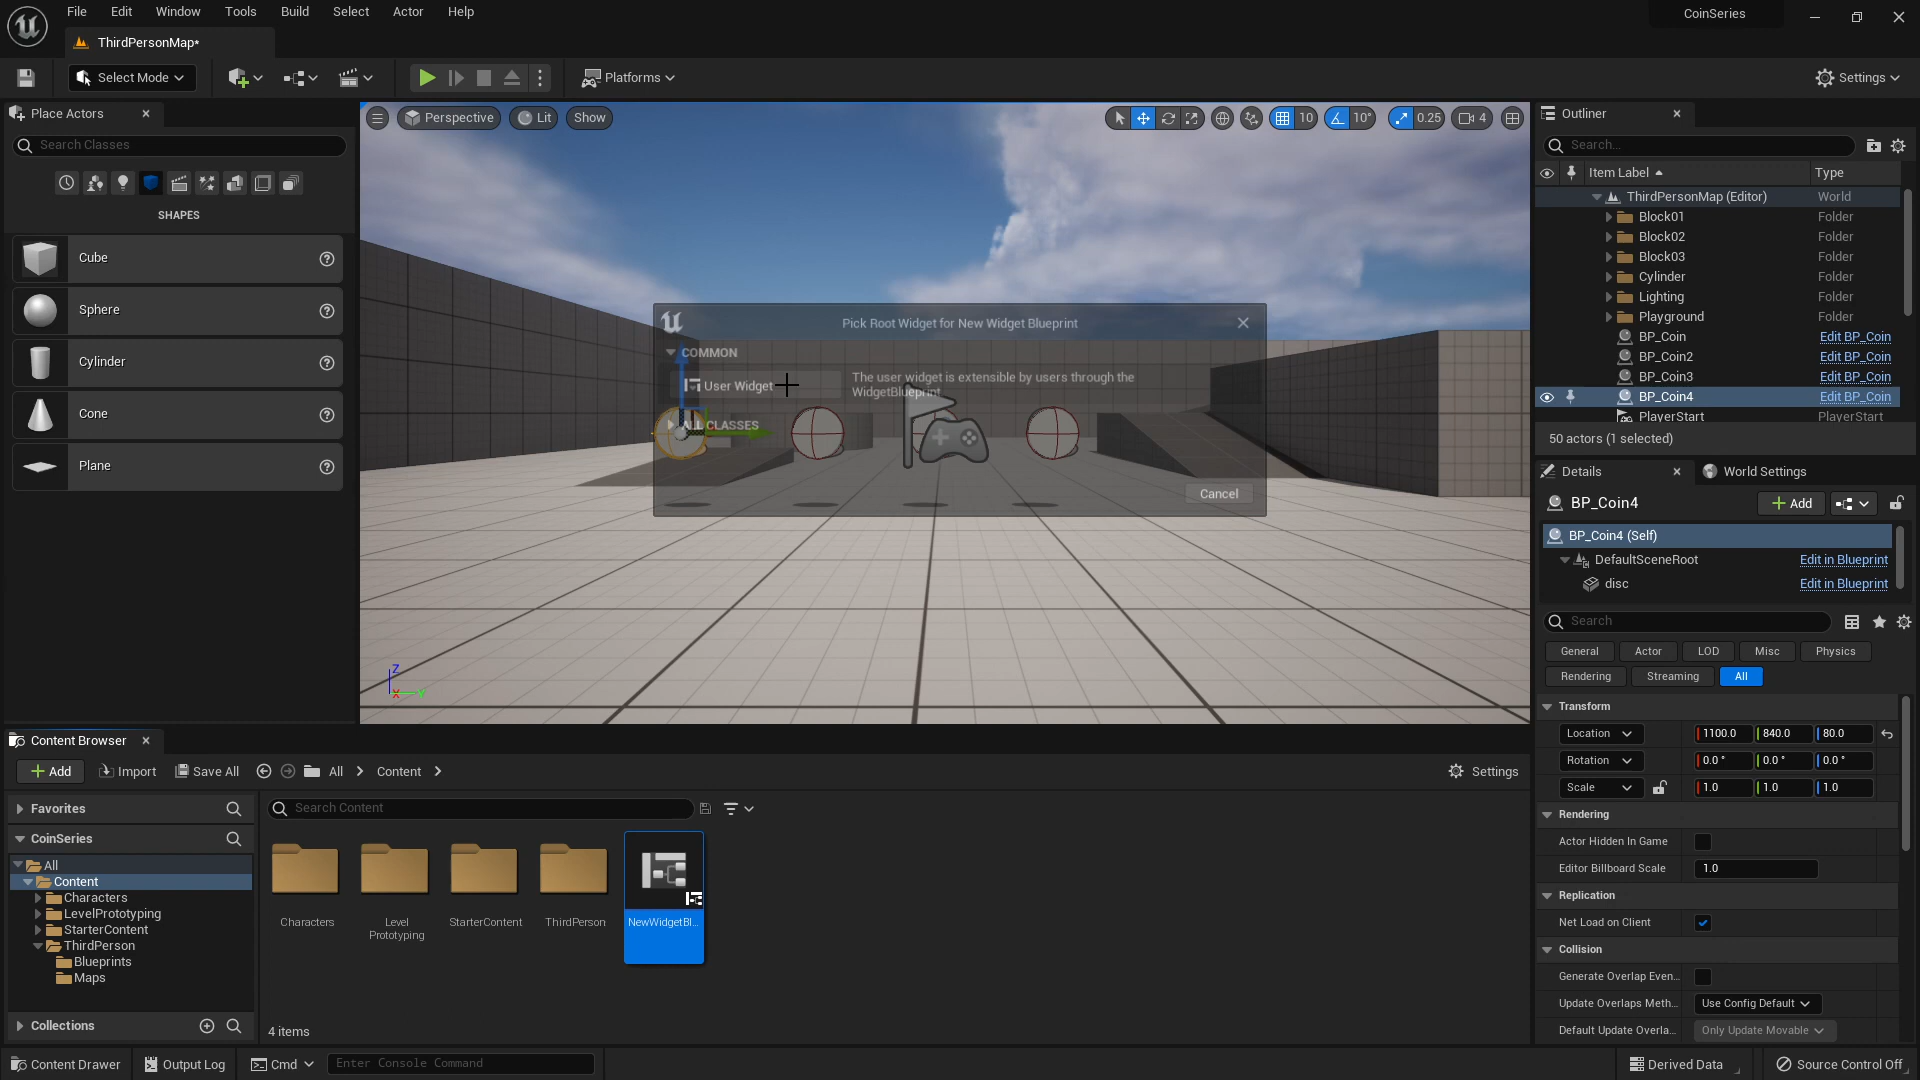 File Edit Window Tools Build Select Actor Help
CoinSeries
ThirdPersonMap*
Select Mode
Platforms
Settings
Place Actors
Search Classes
SHAPES
Cube
Sphere
Cylinder
Cone
Plane
Perspective Lit Show
10 10° 0.25 4
Pick Root Widget for New Widget Blueprint
COMMON
User Widget
The user widget is extensible by users through the
WidgetBlueprint
ALL CLASSES
Cancel
Z
X Y
Outliner
Search...
Item Label Type
ThirdPersonMap (Editor) World
Block01 Folder
Block02 Folder
Block03 Folder
Cylinder Folder
Lighting Folder
Playground Folder
BP_Coin Edit BP_Coin
BP_Coin2 Edit BP_Coin
BP_Coin3 Edit BP_Coin
BP_Coin4 Edit BP_Coin
PlayerStart PlayerStart
50 actors (1 selected)
Details World Settings
BP_Coin4 Add
BP_Coin4 (Self)
DefaultSceneRoot Edit in Blueprint
disc Edit in Blueprint
Search
General Actor LOD Misc Physics
Rendering Streaming All
Transform
Location 1100.0 840.0 80.0
Rotation 0.0 ° 0.0 ° 0.0 °
Scale 1.0 1.0 1.0
Rendering
Actor Hidden In Game
Editor Billboard Scale 1.0
Replication
Net Load on Client
Collision
Generate Overlap Even...
Update Overlaps Meth... Use Config Default
Default Update Overla... Only Update Movable
Content Browser
Add Import Save All All Content Settings
Favorites
CoinSeries
All
Content
Characters
LevelPrototyping
StarterContent
ThirdPerson
Blueprints
Maps
Collections
Search Content
Characters
Level
Prototyping
StarterContent
ThirdPerson
NewWidgetBl...
4 items
Content Drawer Output Log Cmd Enter Console Command
Derived Data Source Control Off